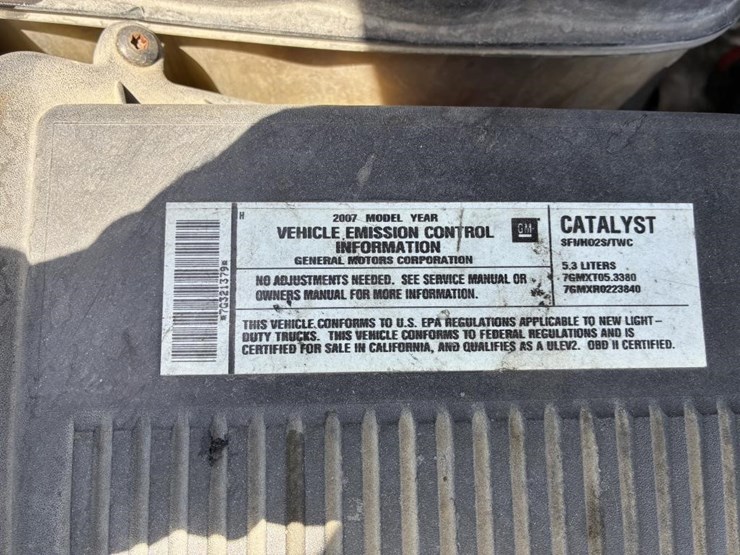 *7G321379*
H
2007 MODEL YEAR
VEHICLE EMISSION CONTROL
INFORMATION
GENERAL MOTORS CORPORATION
GM
NO ADJUSTMENTS NEEDED. SEE SERVICE MANUAL OR
OWNERS MANUAL FOR MORE INFORMATION.
CATALYST
SFI/HO2S/TWC
5.3 LITERS
7GMXT05.3380
7GMXR0223840
THIS VEHICLE CONFORMS TO U.S. EPA REGULATIONS APPLICABLE TO NEW LIGHT-
DUTY TRUCKS. THIS VEHICLE CONFORMS TO FEDERAL REGULATIONS AND IS
CERTIFIED FOR SALE IN CALIFORNIA, AND QUALIFIES AS A ULEV2. OBD II CERTIFIED.